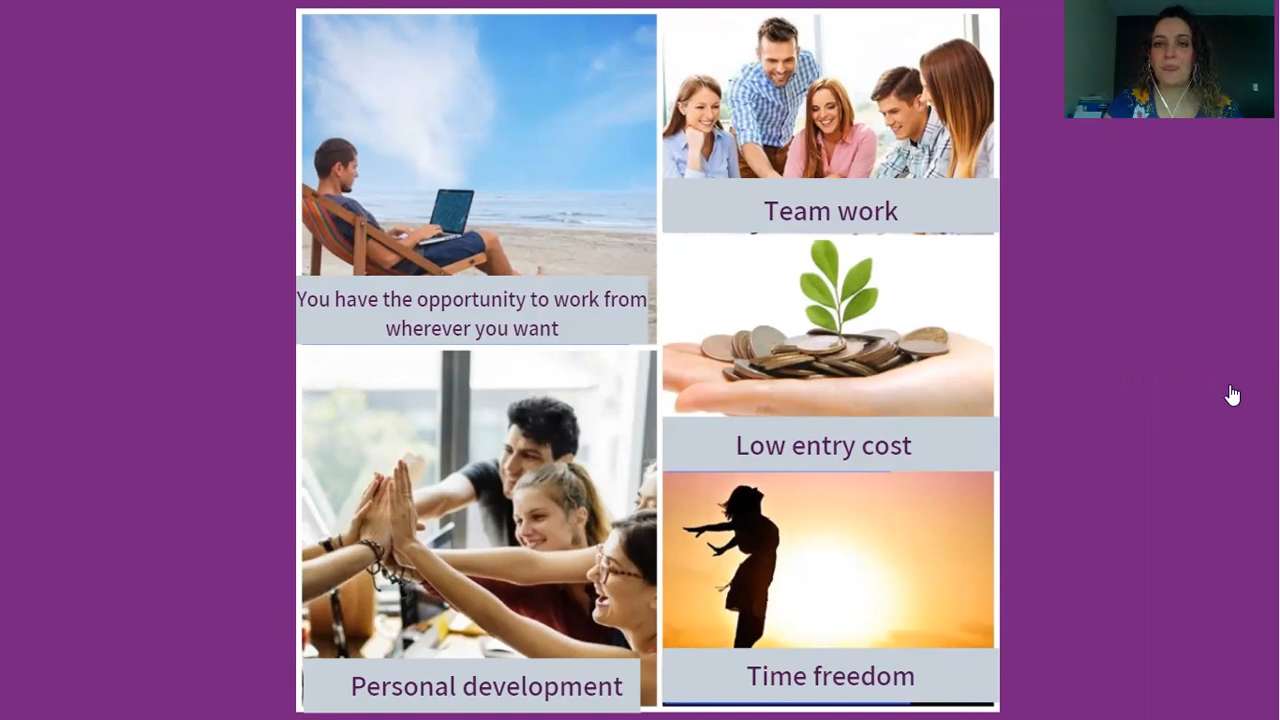 You have the opportunity to work from
wherever you want
Personal development
Team work
Low entry cost
Time freedom